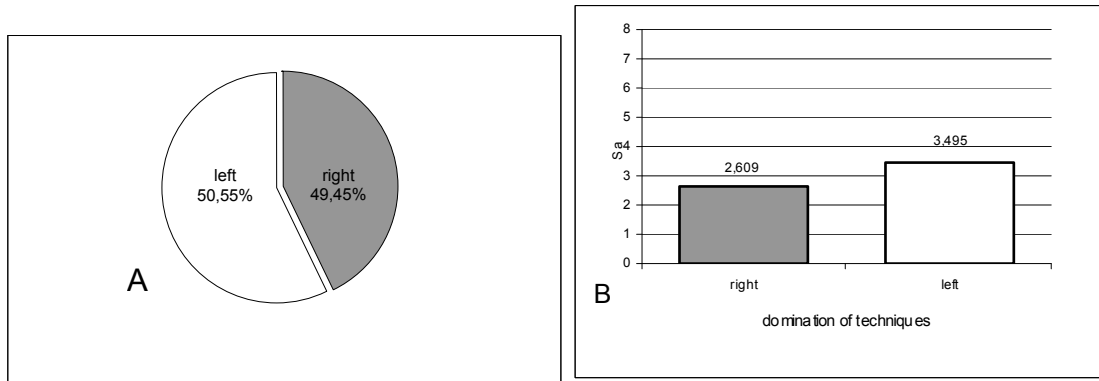 left
50,55%
right
49,45%
A
8
7
6
5
4
3
2
1
0
Sa
2,609
3,495
right
left
B
domination of techniques